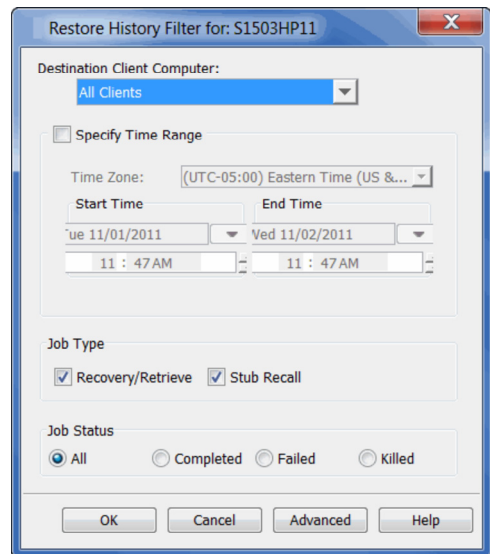 Restore History Filter for: S1503HP11
Destination Client Computer:
All Clients
Specify Time Range
Time Zone: (UTC-05:00) Eastern Time (US &...
Start Time End Time
Tue 11/01/2011 Wed 11/02/2011
11 : 47 AM 11 : 47 AM
Job Type
Recovery/Retrieve Stub Recall
Job Status
All Completed Failed Killed
OK Cancel Advanced Help